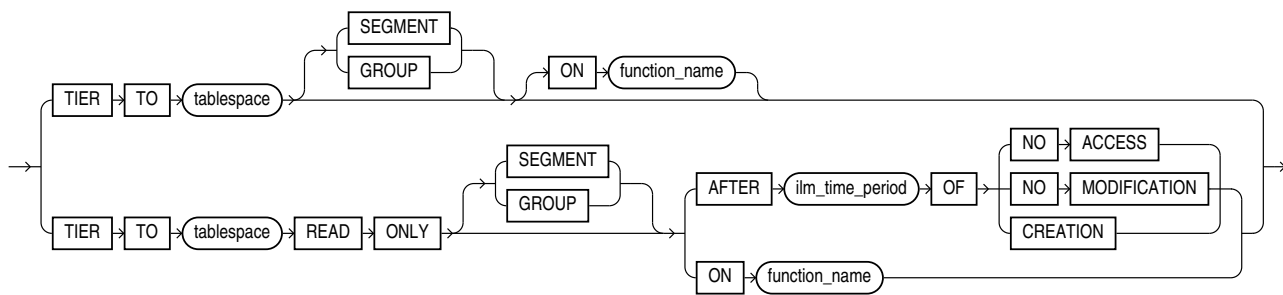 SEGMENT
GROUP
ON function_name
TIER TO tablespace
NO ACCESS
SEGMENT
GROUP
AFTER ilm_time_period OF NO MODIFICATION
CREATION
TIER TO tablespace READ ONLY
ON function_name